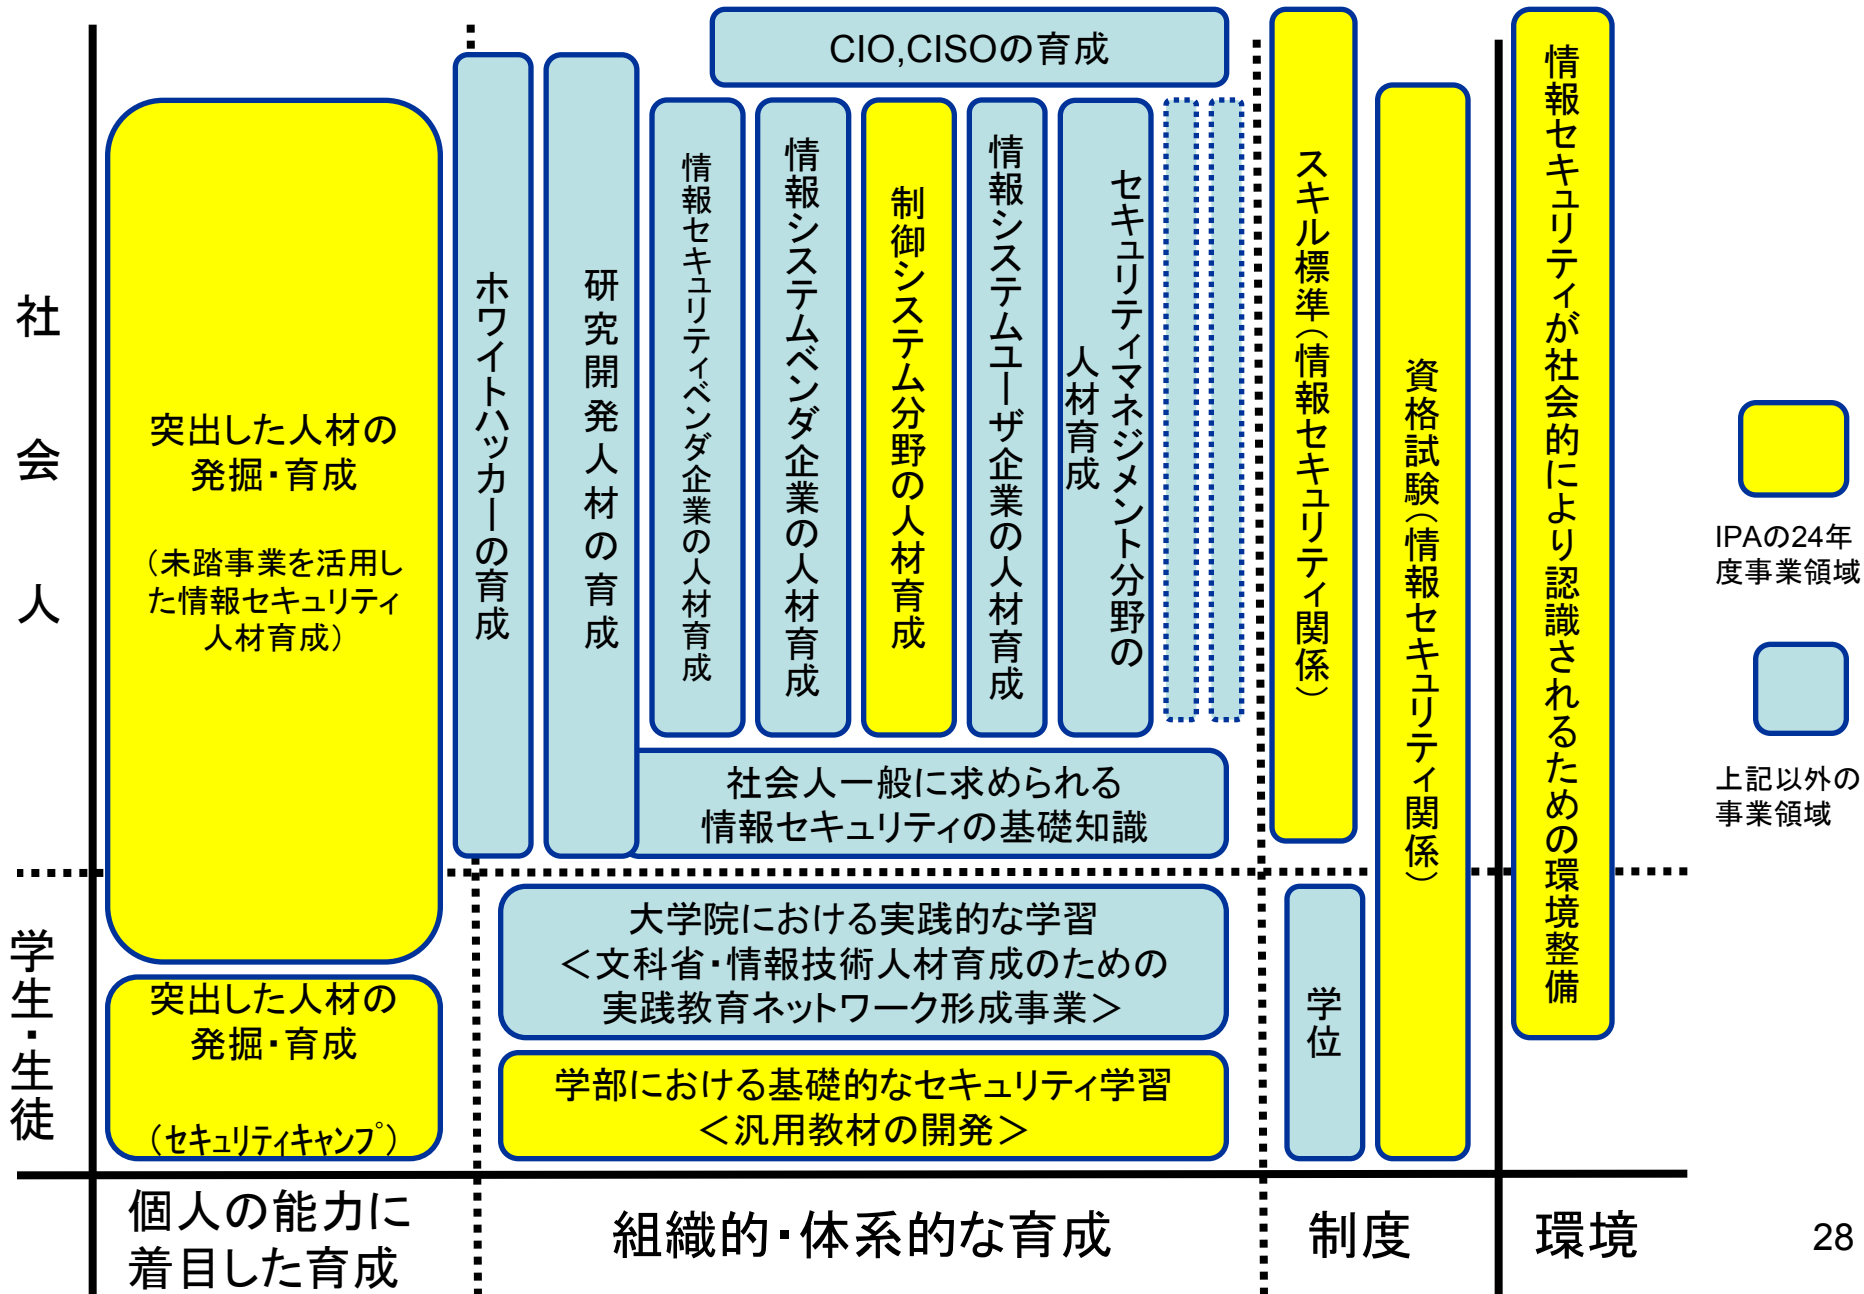 社会人
学生・生徒
突出した人材の
発掘・育成
（未踏事業を活用し
た情報セキュリティ
人材育成）
突出した人材の
発掘・育成
（セキュリティキャンプ）
ホワイトハッカーの育成
研究開発人材の育成
CIO,CISOの育成
情報セキュリティベンダ企業の人材育成
情報システムベンダ企業の人材育成
制御システム分野の人材育成
情報システムユーザ企業の人材育成
セキュリティマネジメント分野の
人材育成
社会人一般に求められる
情報セキュリティの基礎知識
大学院における実践的な学習
＜文科省・情報技術人材育成のための
実践教育ネットワーク形成事業＞
学部における基礎的なセキュリティ学習
＜汎用教材の開発＞
スキル標準（情報セキュリティ関係）
資格試験（情報セキュリティ関係）
学位
情報セキュリティが社会的により認識されるための環境整備
IPAの24年
度事業領域
上記以外の
事業領域
個人の能力に
着目した育成
組織的・体系的な育成
制度
環境
28